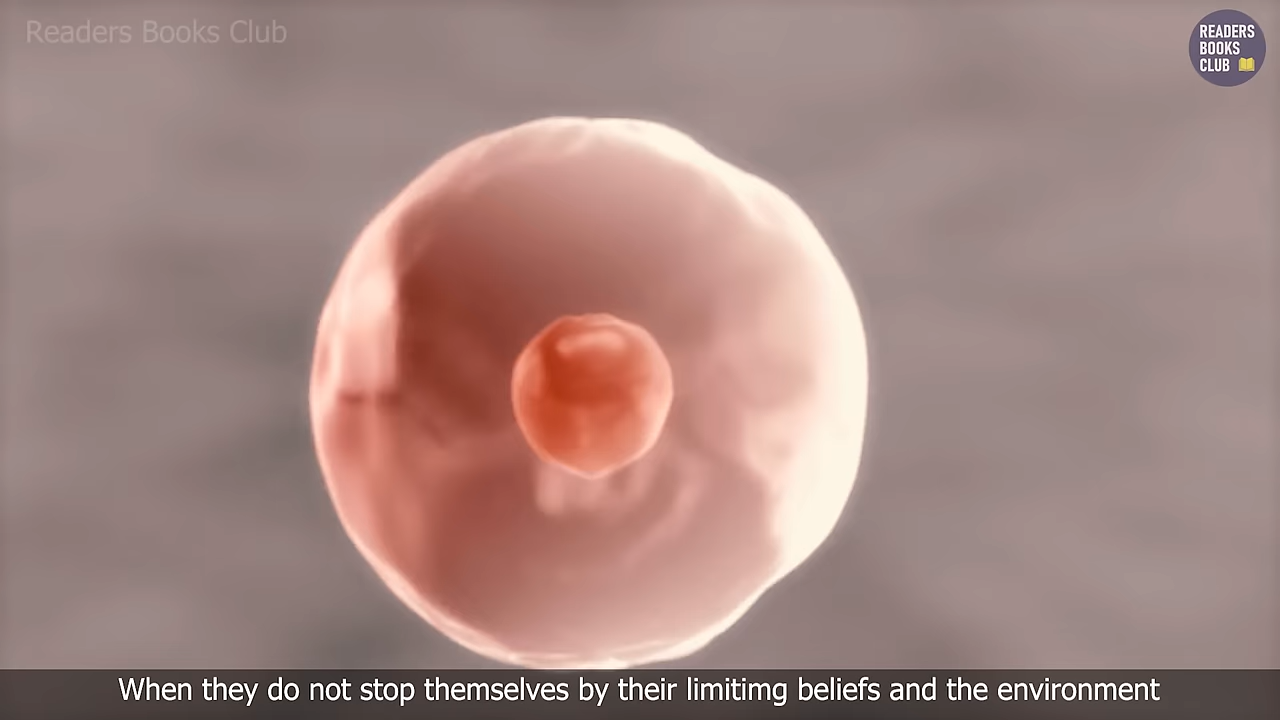 Readers Books Club
READERS
BOOKS
CLUB
When they do not stop themselves by their limitimg beliefs and the environment